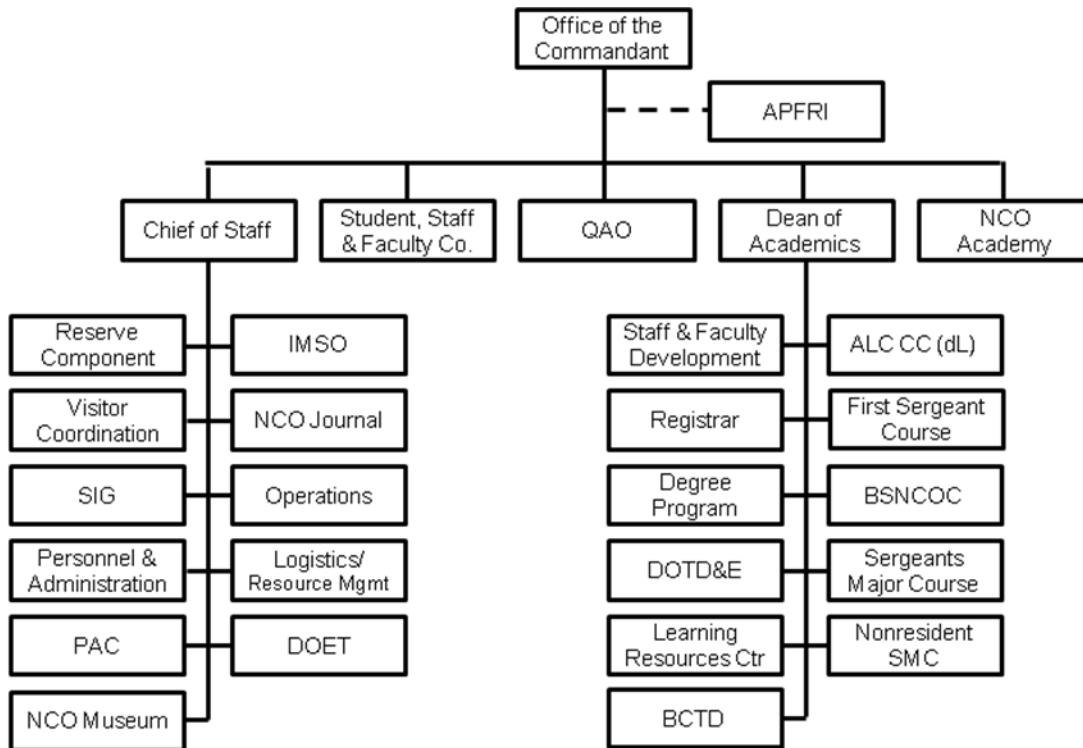 Office of the
Commandant
APFRI
Chief of Staff
Student, Staff
& Faculty Co.
QAO
Dean of
Academics
NCO
Academy
Reserve
Component
IMSO
Visitor
Coordination
NCO Journal
SIG
Operations
Personnel &
Administration
Logistics/
Resource Mgmt
PAC
DOET
NCO Museum
Staff & Faculty
Development
ALC CC (dL)
Registrar
First Sergeant
Course
Degree
Program
BSNCOC
DOTD&E
Sergeants
Major Course
Learning
Resources Ctr
Nonresident
SMC
BCTD